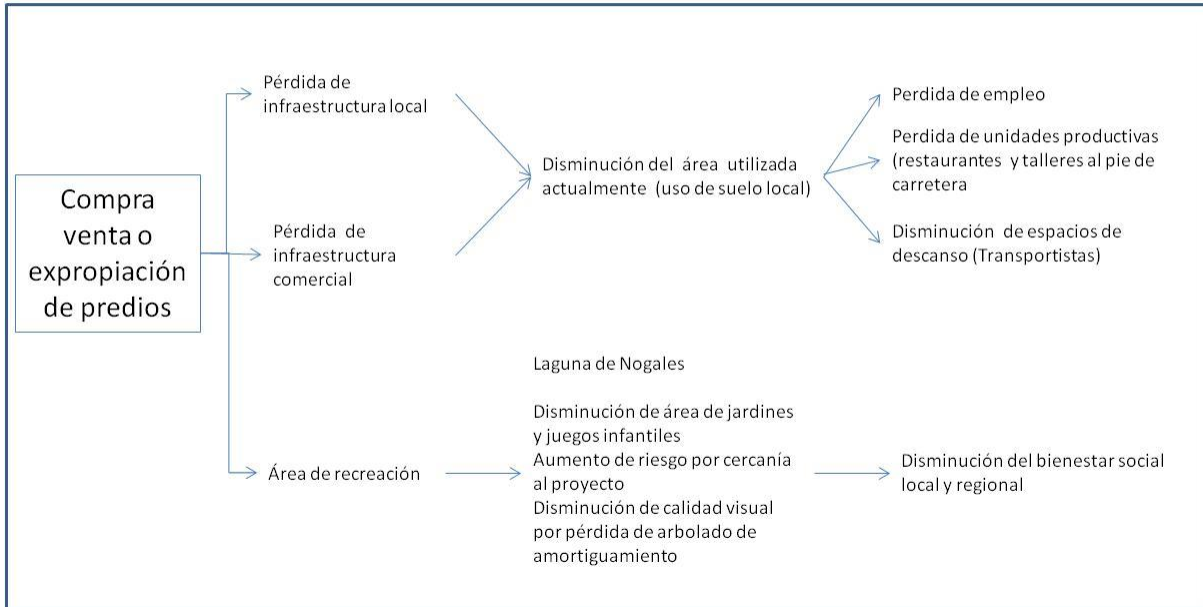 Compra
venta o
expropiación
de predios
Pérdida de
infraestructura local
Pérdida de
infraestructura
comercial
Disminución del área utilizada
actualmente (uso de suelo local)
Perdida de empleo
Perdida de unidades productivas
(restaurantes y talleres al pie de
carretera
Disminución de espacios de
descanso (Transportistas)
Área de recreación
Laguna de Nogales
Disminución de área de jardines
y juegos infantiles
Aumento de riesgo por cercanía
al proyecto
Disminución de calidad visual
por pérdida de arbolado de
amortiguamiento
Disminución del bienestar social
local y regional